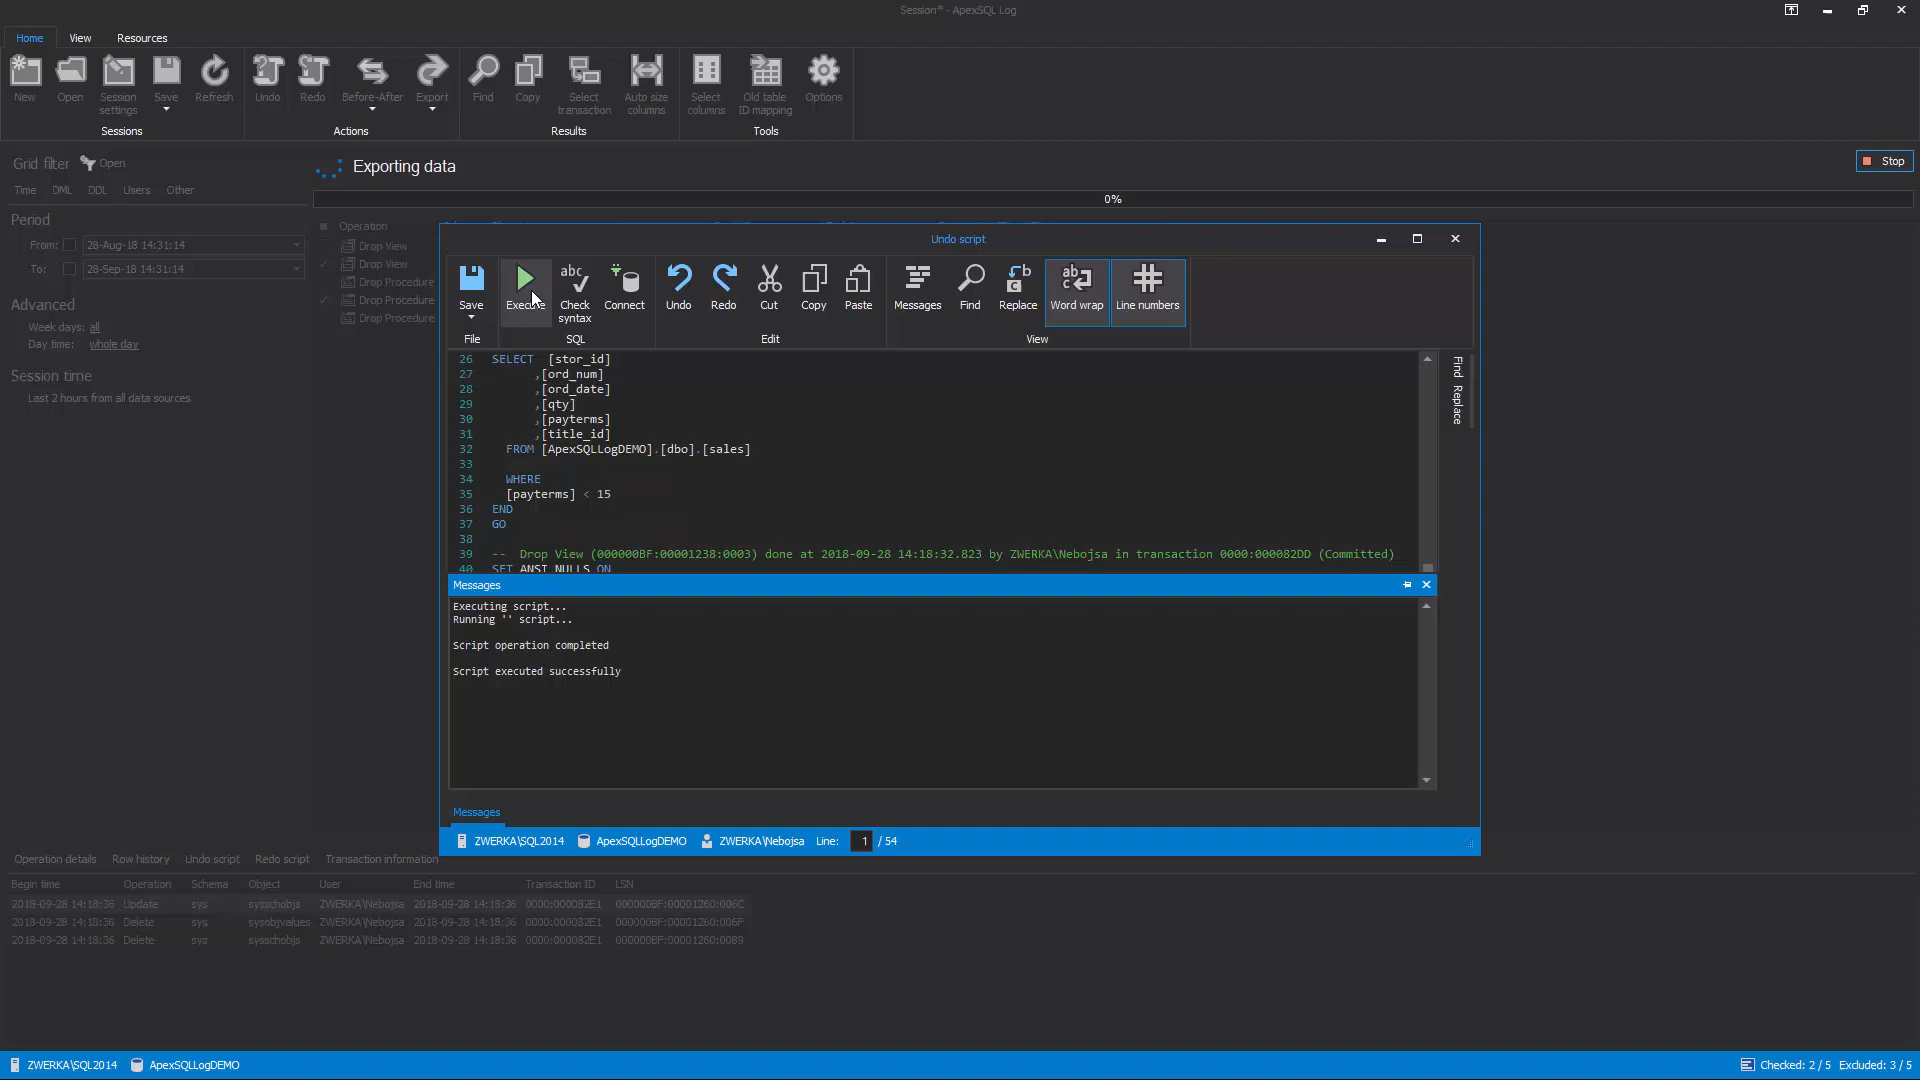 Session* - ApexSQL Log
Home View Resources
New Open Session settings Save Refresh Undo Redo Before-After Export Find Copy Select transaction Auto size columns Select columns Old table ID mapping Options
Sessions Actions Results Tools
Grid filter Open
Exporting data
Stop
Time DML DDL Users Other
0%
Period
From: 28-Aug-18 14:31:14
To: 28-Sep-18 14:31:14
Advanced
Week days: all
Day time: whole day
Session time
Last 2 hours from all data sources
Operation
Drop View
Drop View
Drop Procedure
Drop Procedure
Drop Procedure
Undo script
Save Execute Check syntax Connect Undo Redo Cut Copy Paste Messages Find Replace Word wrap Line numbers
File SQL Edit View
Find Replace
26 SELECT [stor_id]
27 ,[ord_num]
28 ,[ord_date]
29 ,[qty]
30 ,[payterms]
31 ,[title_id]
32 FROM [ApexSQLLogDEMO].[dbo].[sales]
33
34 WHERE
35 [payterms] < 15
36 END
37 GO
38
39 -- Drop View (000000BF:00001238:0003) done at 2018-09-28 14:18:32.823 by ZWERKA\Nebojsa in transaction 0000:000082DD (Committed)
40 SET ANSI_NULLS ON
Messages
Executing script...
Running '' script...
Script operation completed
Script executed successfully
Messages
ZWERKA\SQL2014 ApexSQLLogDEMO ZWERKA\Nebojsa Line: 1 / 54
Operation details Row history Undo script Redo script Transaction information
Begin time Operation Schema Object User End time Transaction ID LSN
2018-09-28 14:18:36 Update sys sysschobjs ZWERKA\Nebojsa 2018-09-28 14:18:36 0000:000082E1 000000BF:00001260:006C
2018-09-28 14:18:36 Delete sys sysobjvalues ZWERKA\Nebojsa 2018-09-28 14:18:36 0000:000082E1 000000BF:00001260:006F
2018-09-28 14:18:36 Delete sys sysschobjs ZWERKA\Nebojsa 2018-09-28 14:18:36 0000:000082E1 000000BF:00001260:0089
ZWERKA\SQL2014 ApexSQLLogDEMO Checked: 2 / 5 Excluded: 3 / 5